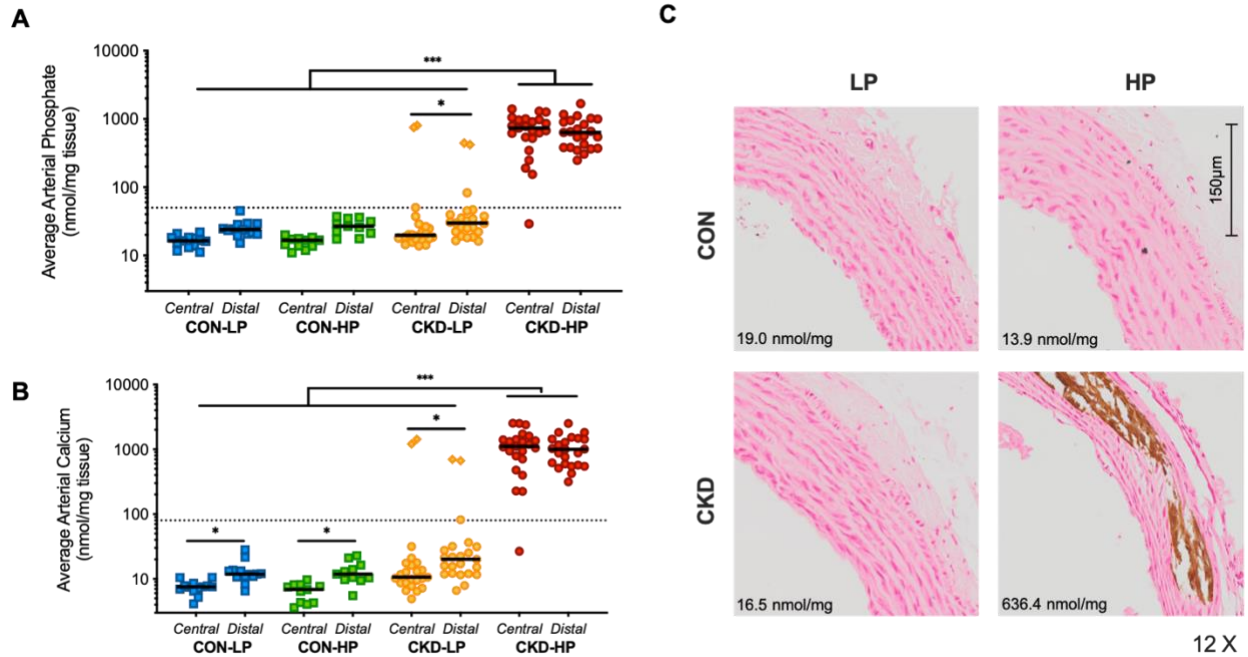 A
Average Arterial Phosphate
(nmol/mg tissue)
10000
1000
100
10
***
*
Central Distal Central Distal Central Distal Central Distal
CON-LP CON-HP CKD-LP CKD-HP
B
Average Arterial Calcium
(nmol/mg tissue)
10000
1000
100
10
***
*
* *
Central Distal Central Distal Central Distal Central Distal
CON-LP CON-HP CKD-LP CKD-HP
C
LP HP
CON
150µm
19.0 nmol/mg 13.9 nmol/mg
CKD
16.5 nmol/mg 636.4 nmol/mg
12 X